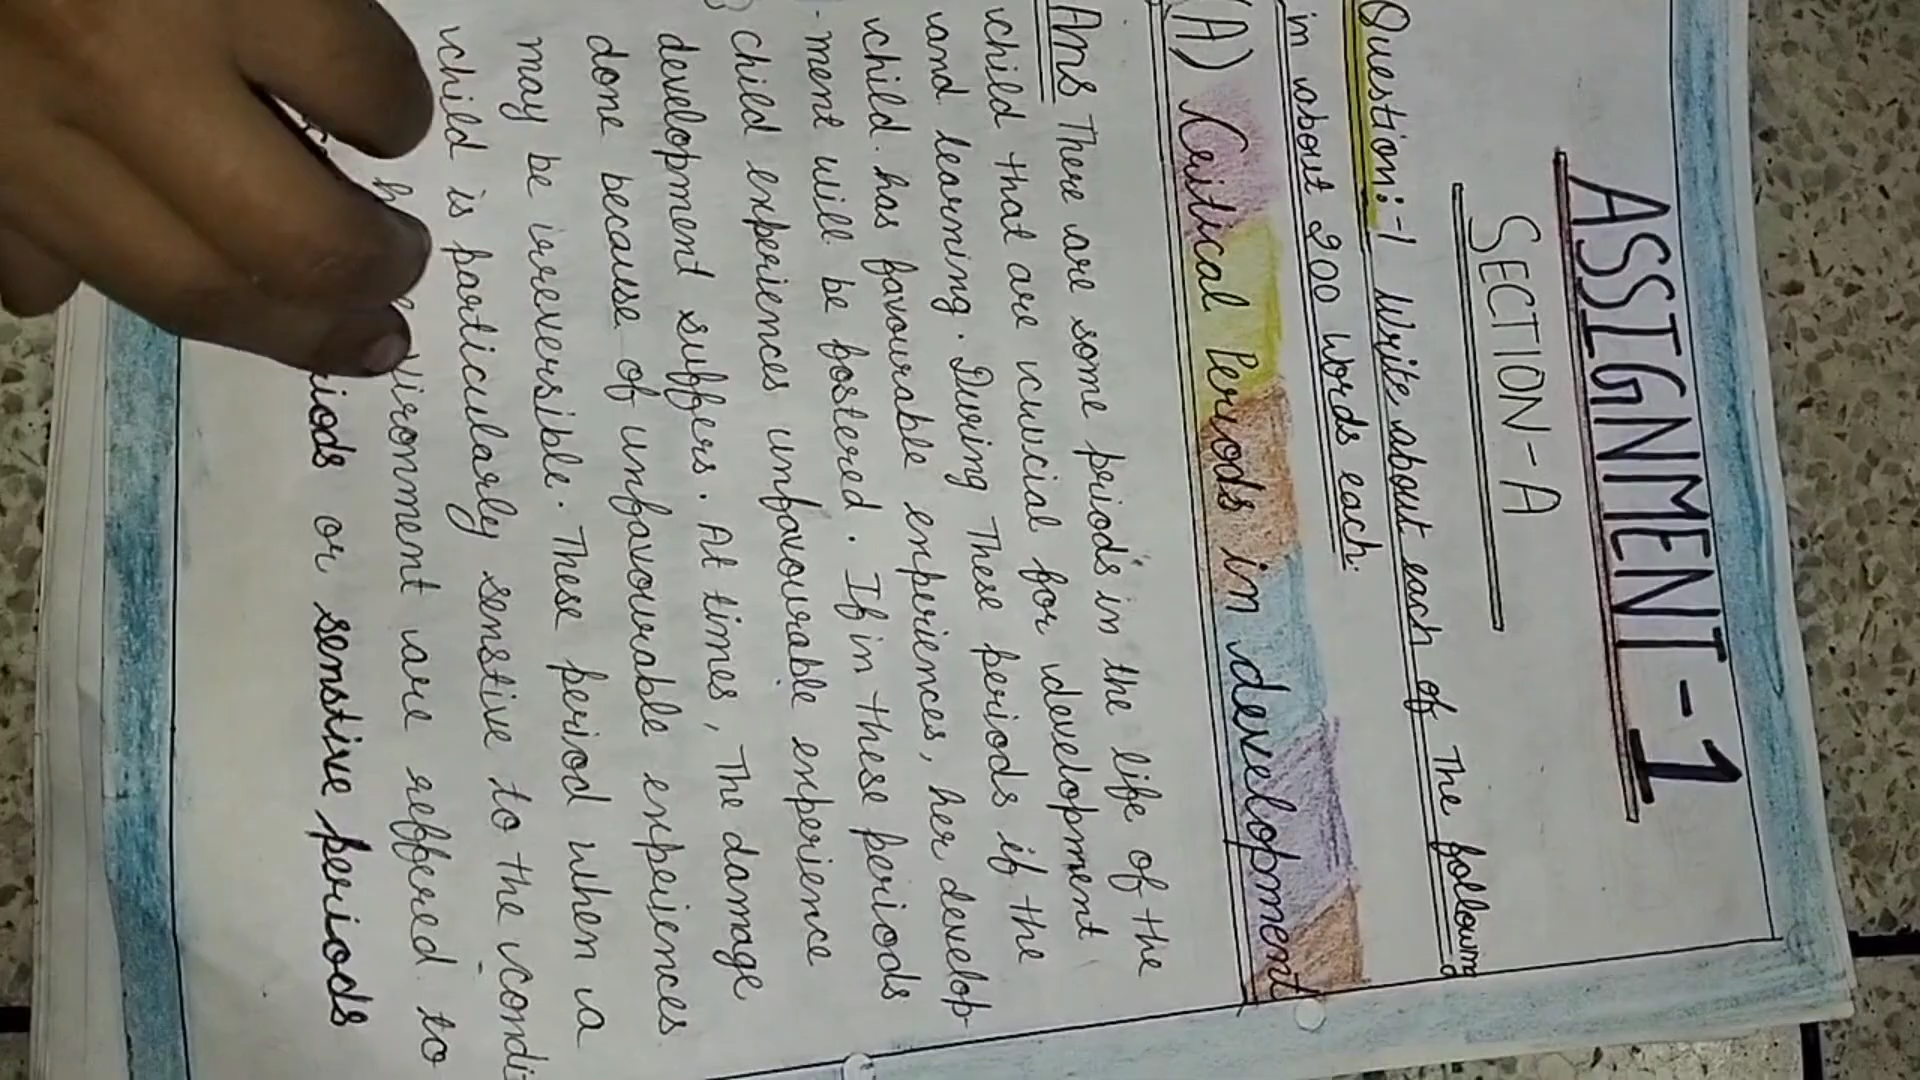 ASSIGNMENT-1
SECTION-A
Question:-1 Write about each of The following
in about 200 words each:
(A) Critical Periods in development
Ans There are some "periods" in the life of the
child that are crucial for development
and learning. During These periods if the
child has favourable experiences, her develop-
ment will be fostered. If in these periods
child experiences unfavourable experience
development suffers. At times, The damage
done because of unfavourable experiences
may be irreversible. These period when a
child is particularly senstive to the condi
are reffered to
or senstive periods